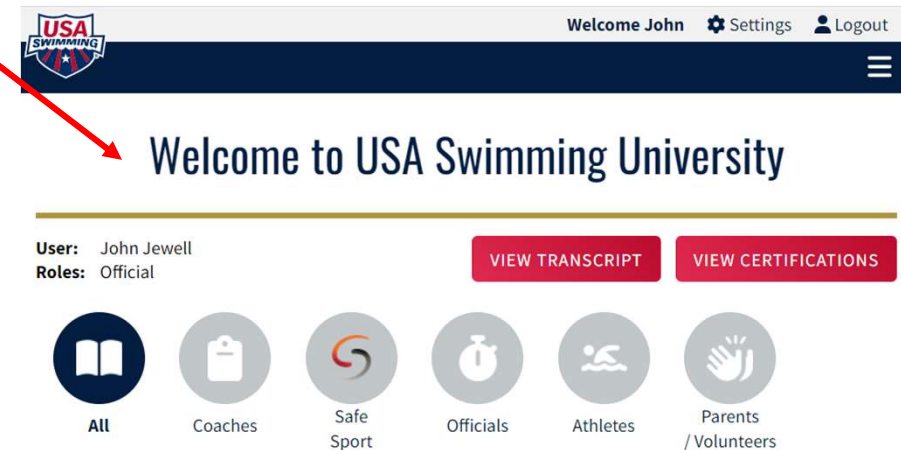 USA
SWIMMING
Welcome John Settings Logout
Welcome to USA Swimming University
User: John Jewell
Roles: Official
VIEW TRANSCRIPT VIEW CERTIFICATIONS
All Coaches Safe Sport Officials Athletes Parents / Volunteers